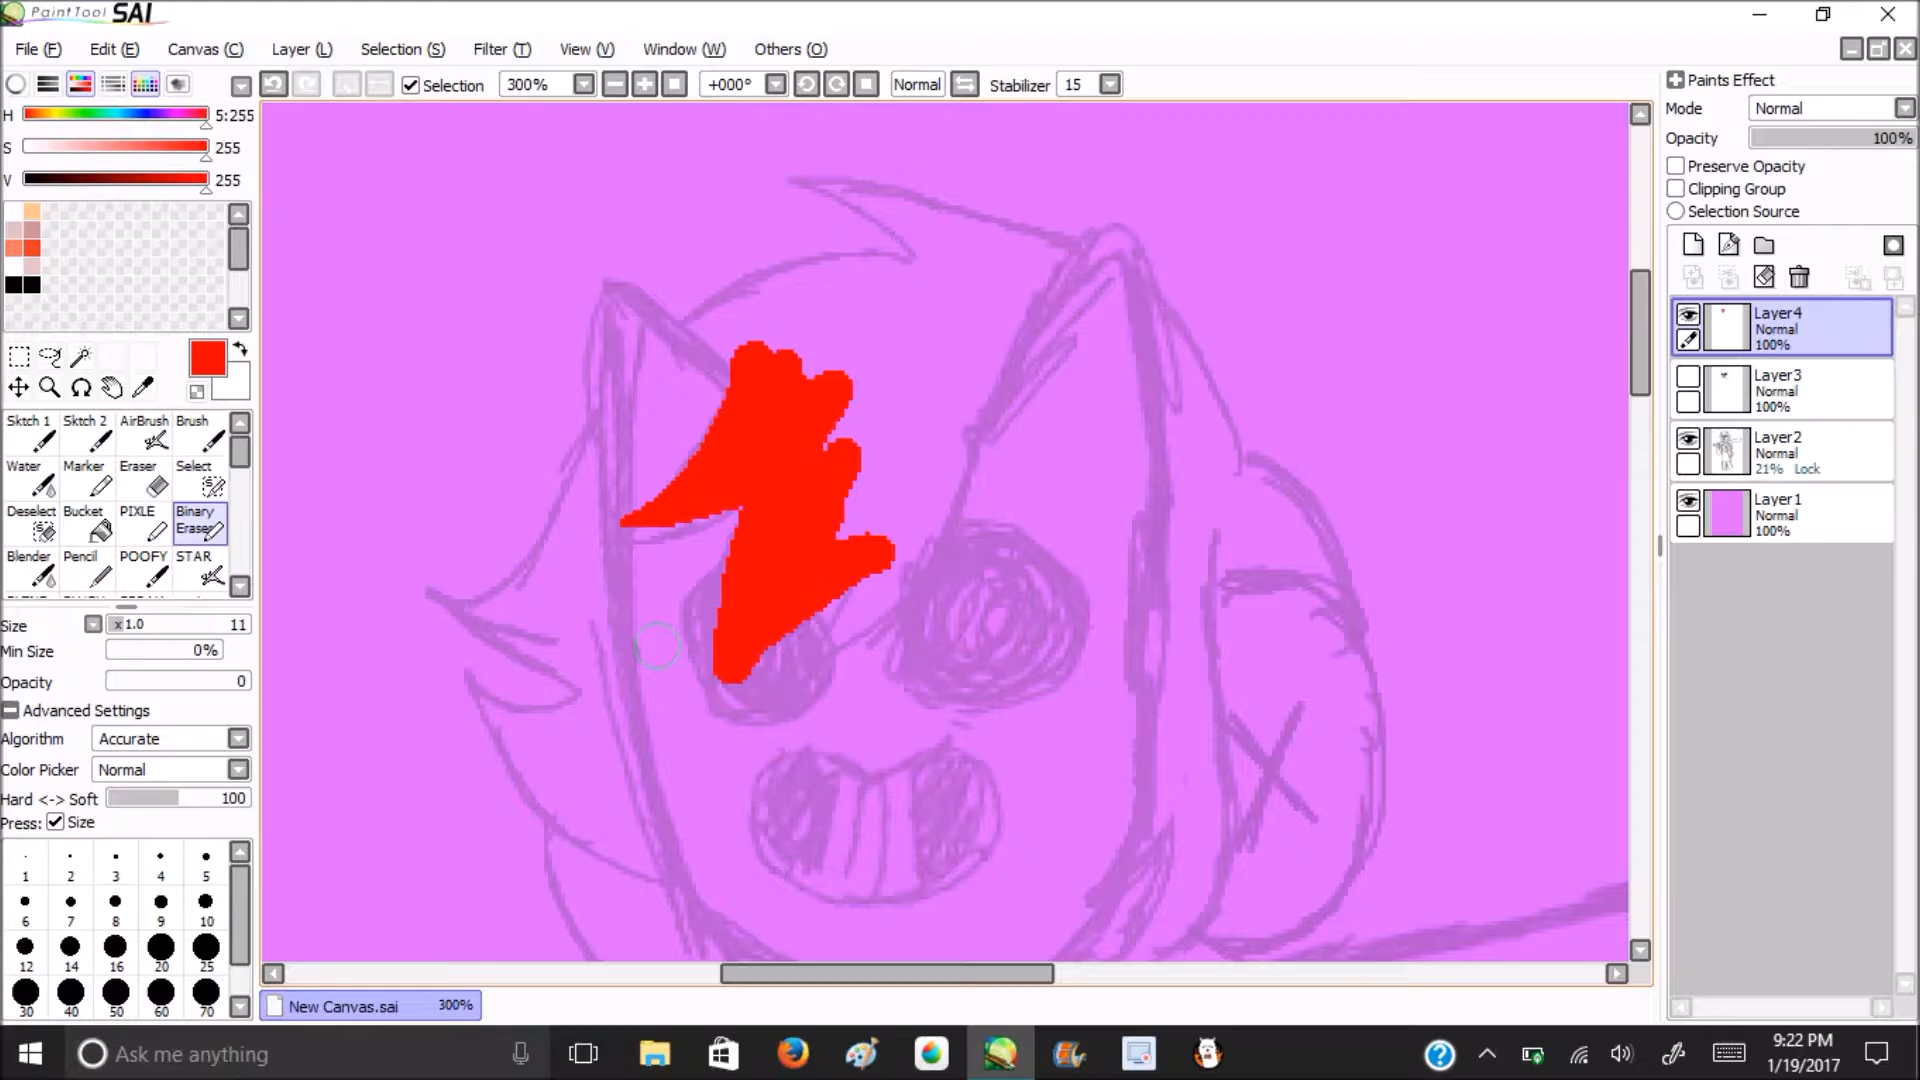 PaintTool SAI
File (F) Edit (E) Canvas (C) Layer (L) Selection (S) Filter (T) View (V) Window (W) Others (O)
Selection 300% +000° Normal Stabilizer 15
H 5:255
S 255
V 255
Sktch 1 Sktch 2 AirBrush Brush
Water Marker Eraser Select
Deselect Bucket PIXLE Binary Eraser
Blender Pencil POOFY STAR
Size x 1.0 11
Min Size 0%
Opacity 0
Advanced Settings
Algorithm Accurate
Color Picker Normal
Hard <-> Soft 100
Press: Size
1 2 3 4 5
6 7 8 9 10
12 14 16 20 25
30 40 50 60 70
New Canvas.sai 300%
Paints Effect
Mode Normal
Opacity 100%
Preserve Opacity
Clipping Group
Selection Source
Layer4
Normal
100%
Layer3
Normal
100%
Layer2
Normal
21% Lock
Layer1
Normal
100%
Ask me anything
9:22 PM
1/19/2017